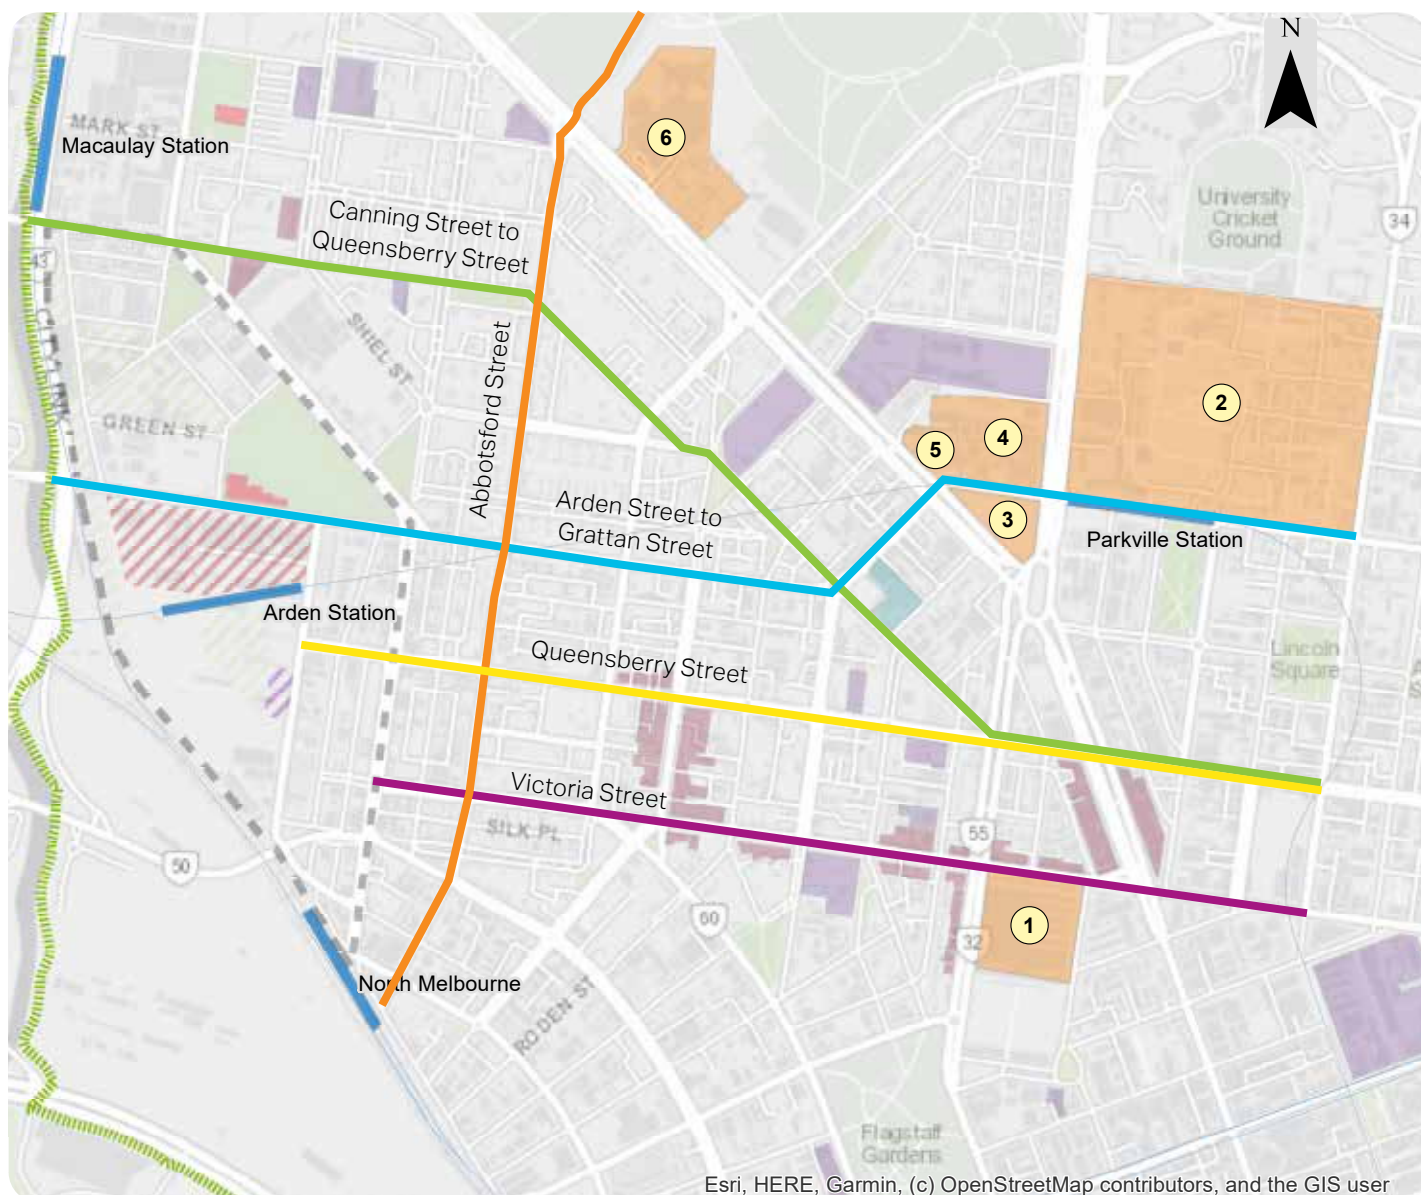 N
MARK ST
Macaulay Station
6
University
Cricket
Ground
34
Canning Street to
Queensberry Street
43
CITYLINK
SHIEL ST
Abbotsford Street
2
GREEN ST
4
5
Arden Street to
Grattan Street
3
Parkville Station
Arden Station
Queensberry Street
Lincoln
Square
Victoria Street
SILK PL
55
50
60
1
32
North Melbourne
RODEN ST
Flagstaff
Gardens
Esri, HERE, Garmin, (c) OpenStreetMap contributors, and the GIS user